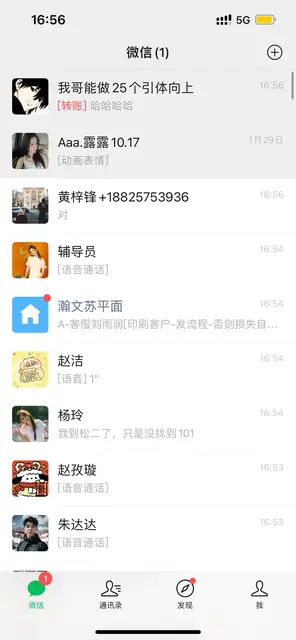 16:56
5G
微信(1)
我哥能做25个引体向上
16:56
[转账] 哈哈哈哈
Aaa.露露10.17
1月29日
[动画表情]
黄梓锋+18825753936
16:56
对
辅导员
16:54
[语音通话]
瀚文苏平面
16:54
A-客服刘雨润[印刷客户-发流程-否则损失自...
赵洁
16:54
[语音] 1"
杨玲
16:54
我到松二了，只是没找到101
赵孜璇
16:53
[语音通话]
朱达达
16:53
[语音通话]
1
微信
通讯录
发现
我